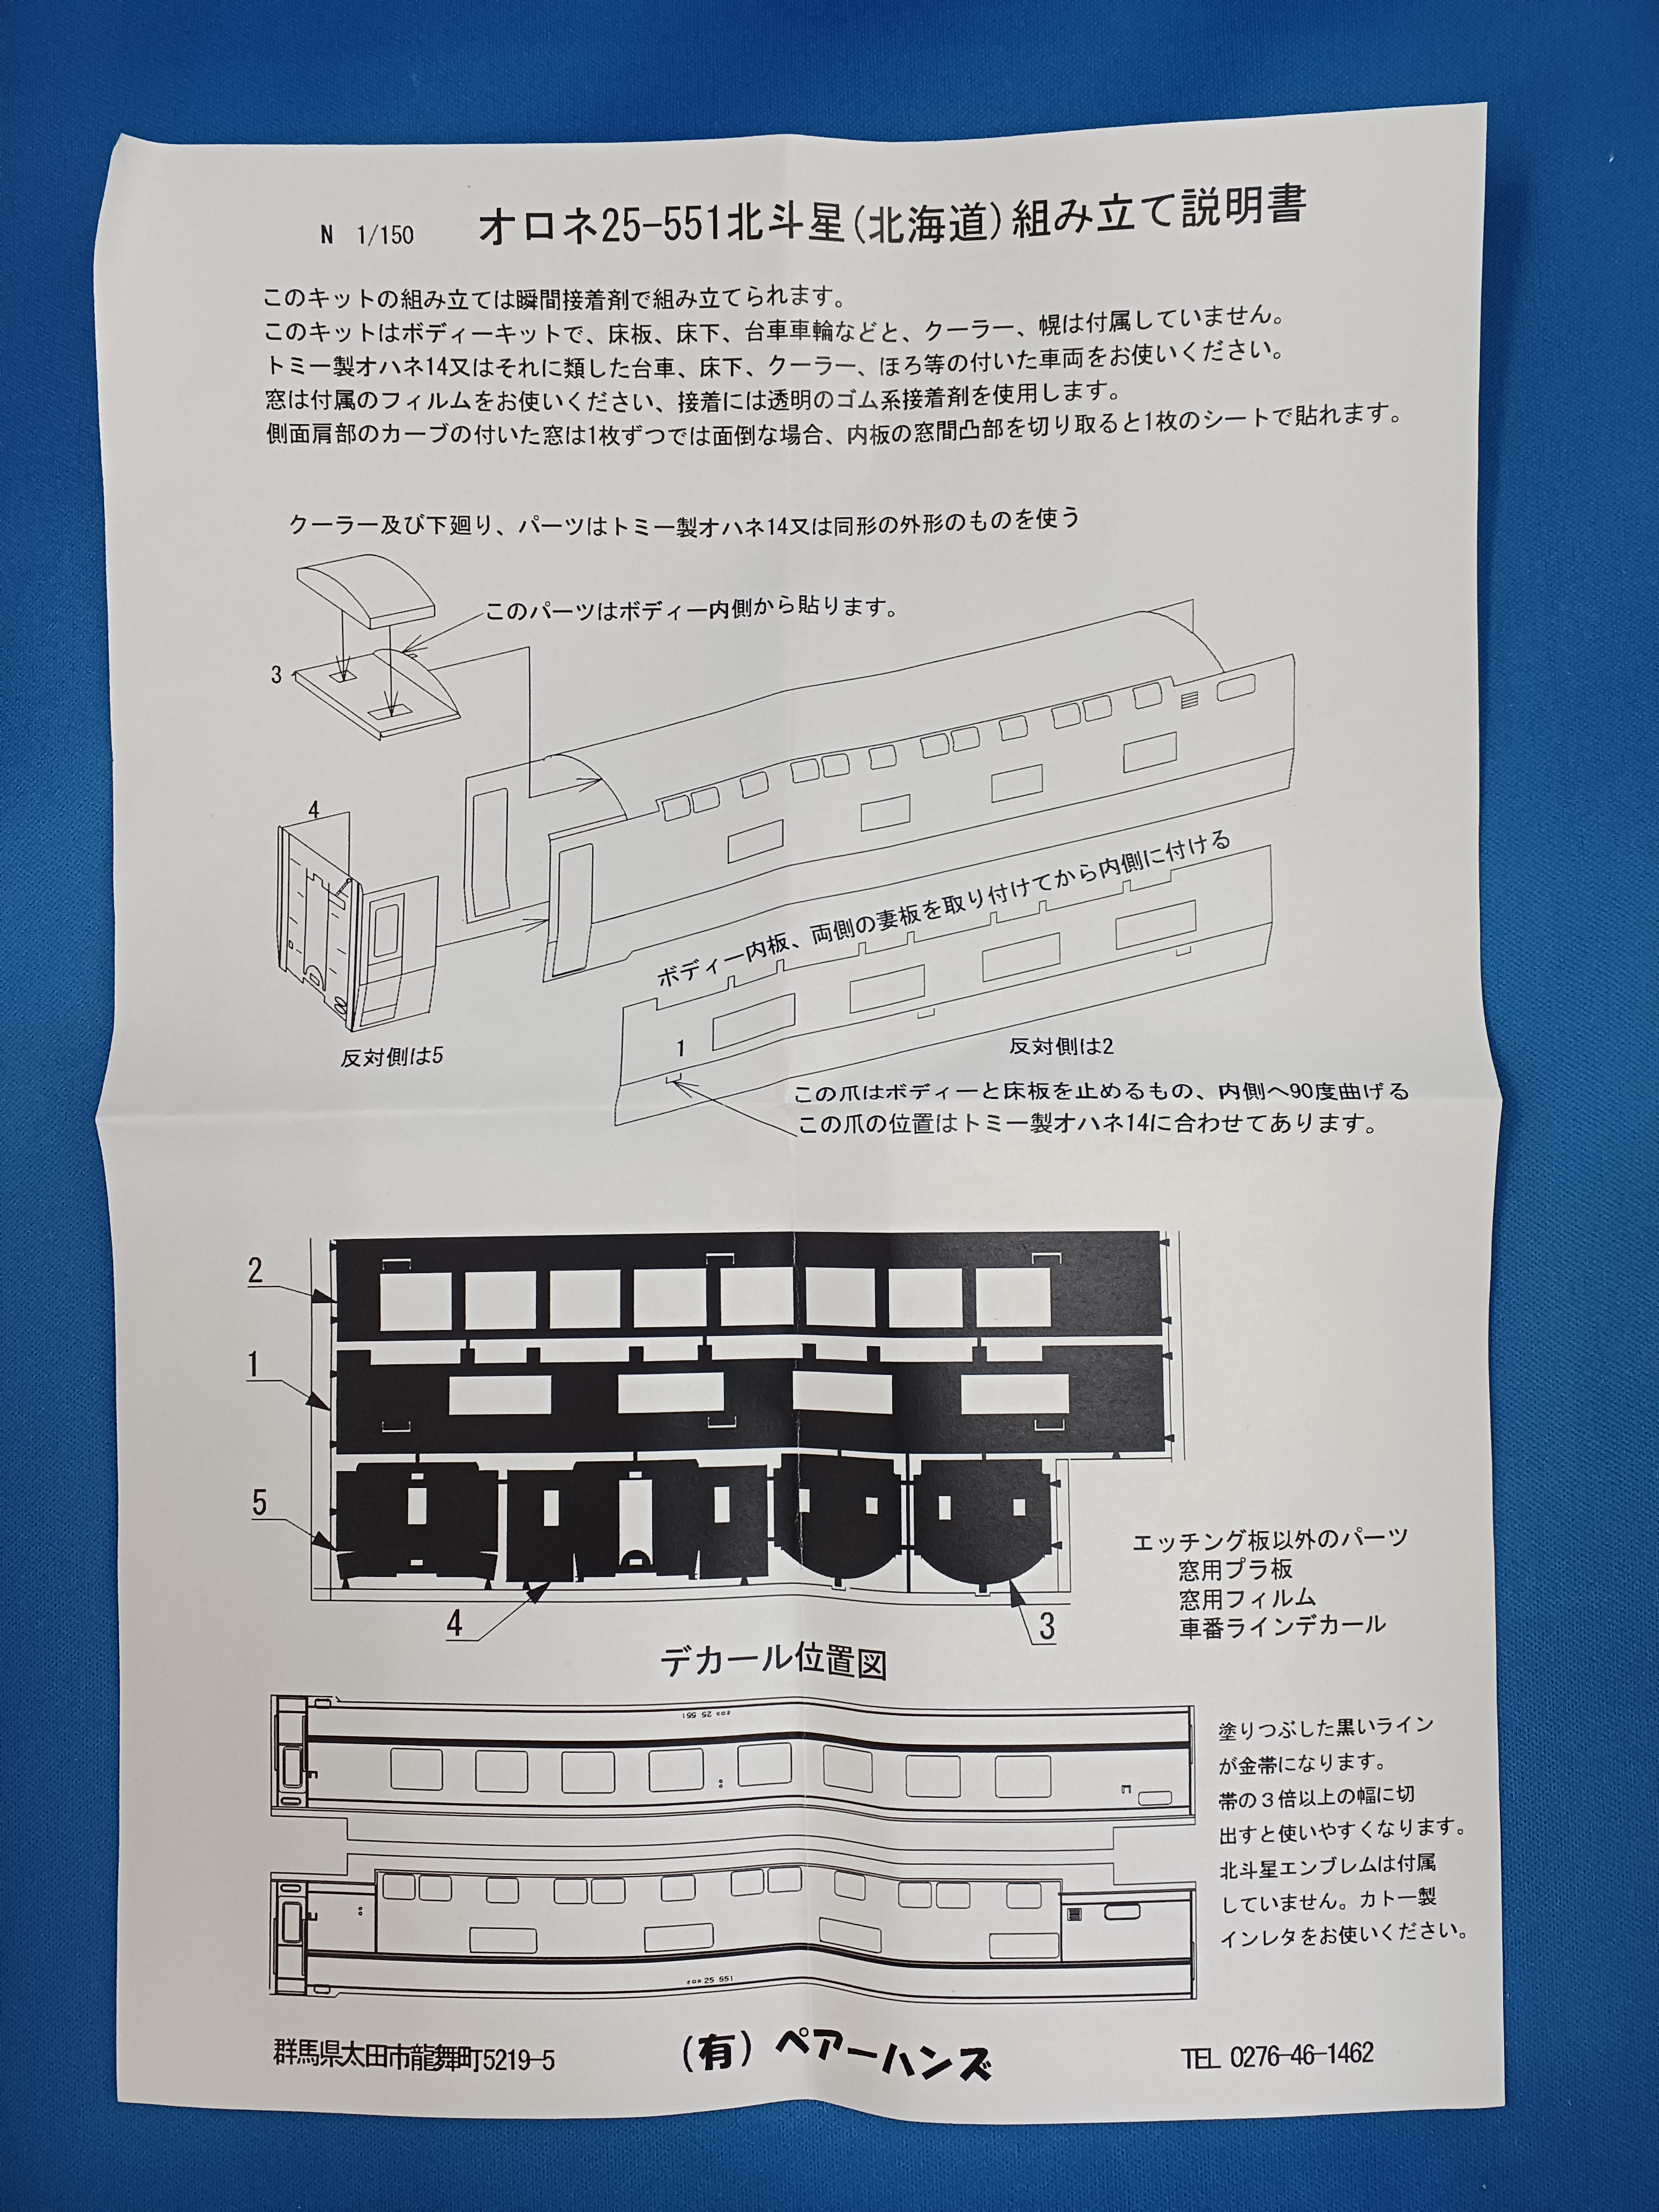 N 1/150 オロネ25-551北斗星(北海道)組み立て説明書
このキットの組み立ては瞬間接着剤で組み立てられます。
このキットはボディーキットで、床板、床下、台車車輪などと、クーラー、幌は付属していません。
トミー製オハネ14又はそれに類した台車、床下、クーラー、ほろ等の付いた車両をお使いください。
窓は付属のフィルムをお使いください、接着には透明のゴム系接着剤を使用します。
側面肩部のカーブの付いた窓は1枚ずつでは面倒な場合、内板の窓間凸部を切り取ると1枚のシートで貼れます。
クーラー及び下廻り、パーツはトミー製オハネ14又は同形の外形のものを使う
このパーツはボディー内側から貼ります。
3
4
ボディー内板、両側の妻板を取り付けてから内側に付ける
1
反対側は5
反対側は2
この爪はボディーと床板を止めるもの、内側へ90度曲げる
この爪の位置はトミー製オハネ14に合わせてあります。
2
1
5
4
3
エッチング板以外のパーツ
窓用プラ板
窓用フィルム
車番ラインデカール
デカール位置図
オロネ 25 551
塗りつぶした黒いライン
が金帯になります。
帯の3倍以上の幅に切
出すと使いやすくなります。
北斗星エンブレムは付属
していません。カトー製
インレタをお使いください。
オロネ 25 551
群馬県太田市龍舞町5219-5
(有)ペアーハンズ
TEL 0276-46-1462